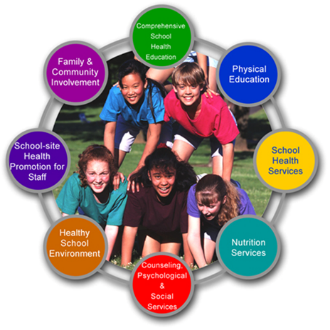 Comprehensive
School
Health
Education
Physical
Education
School
Health
Services
Nutrition
Services
Counseling,
Psychological
&
Social
Services
Healthy
School
Environment
School-site
Health
Promotion for
Staff
Family &
Community
Involvement